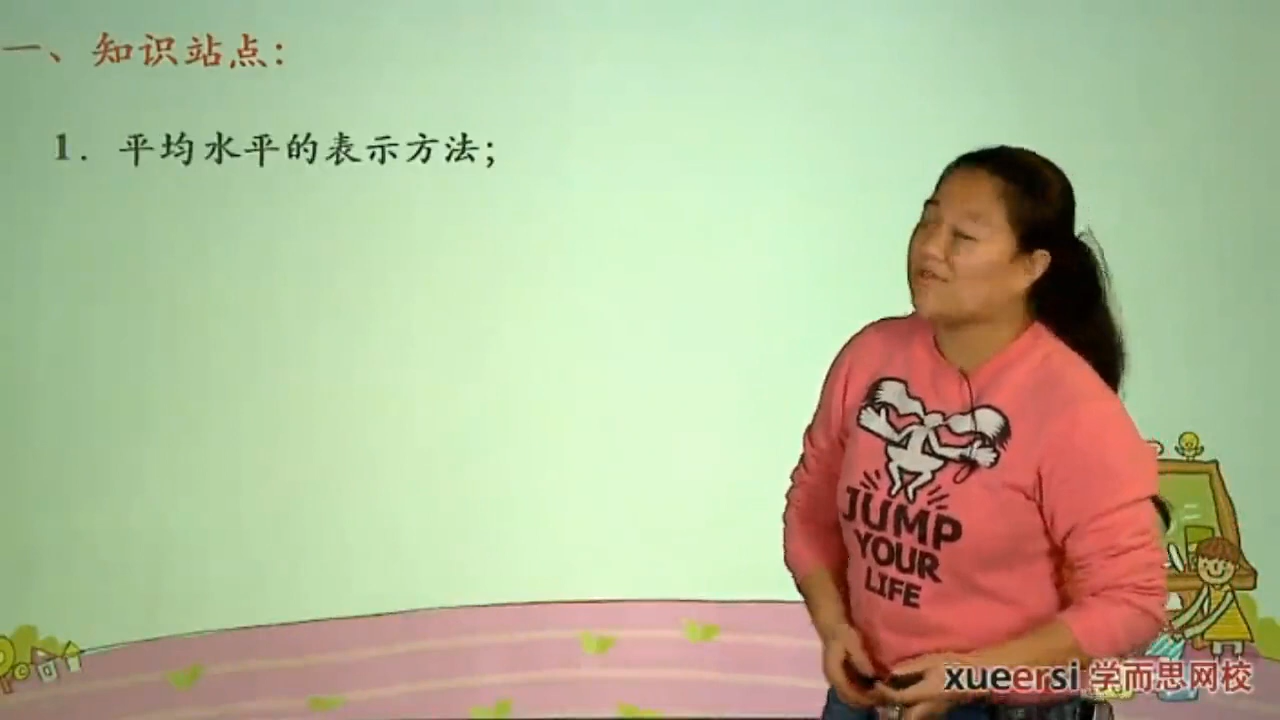 一、知识站点：
1. 平均水平的表示方法；
JUMP
YOUR
LIFE
xueersi 学而思网校